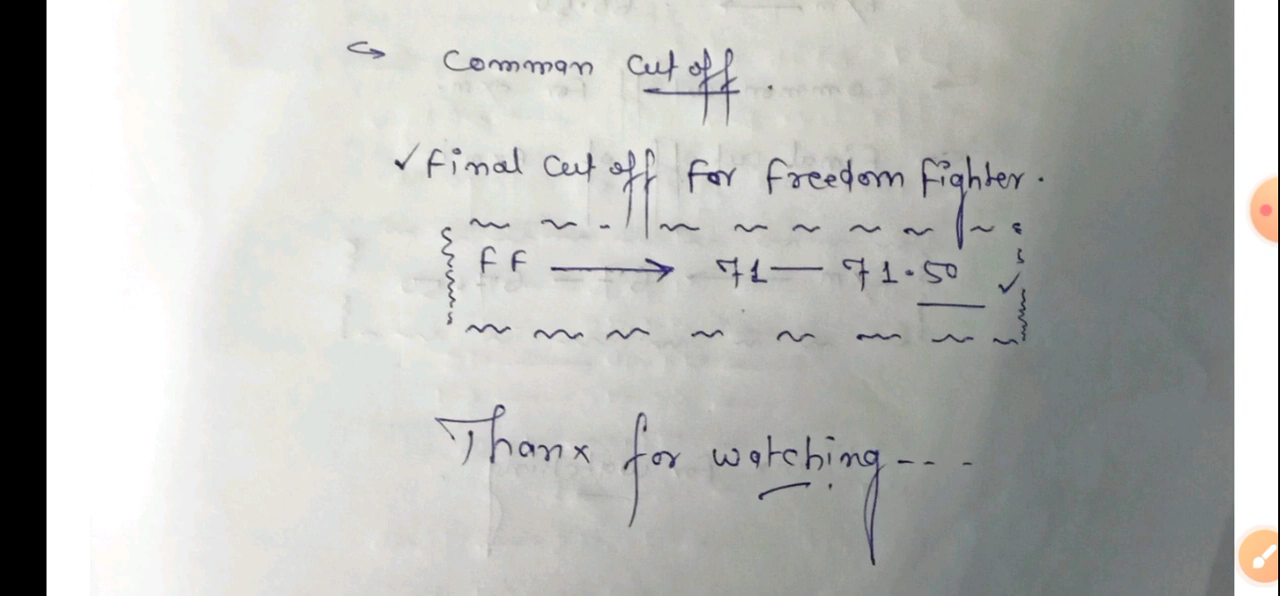 ↪ Common cut off.
✓ Final cut off for freedom fighter.
FF → 71 — 71.50 ✓
Thanx for watching ----